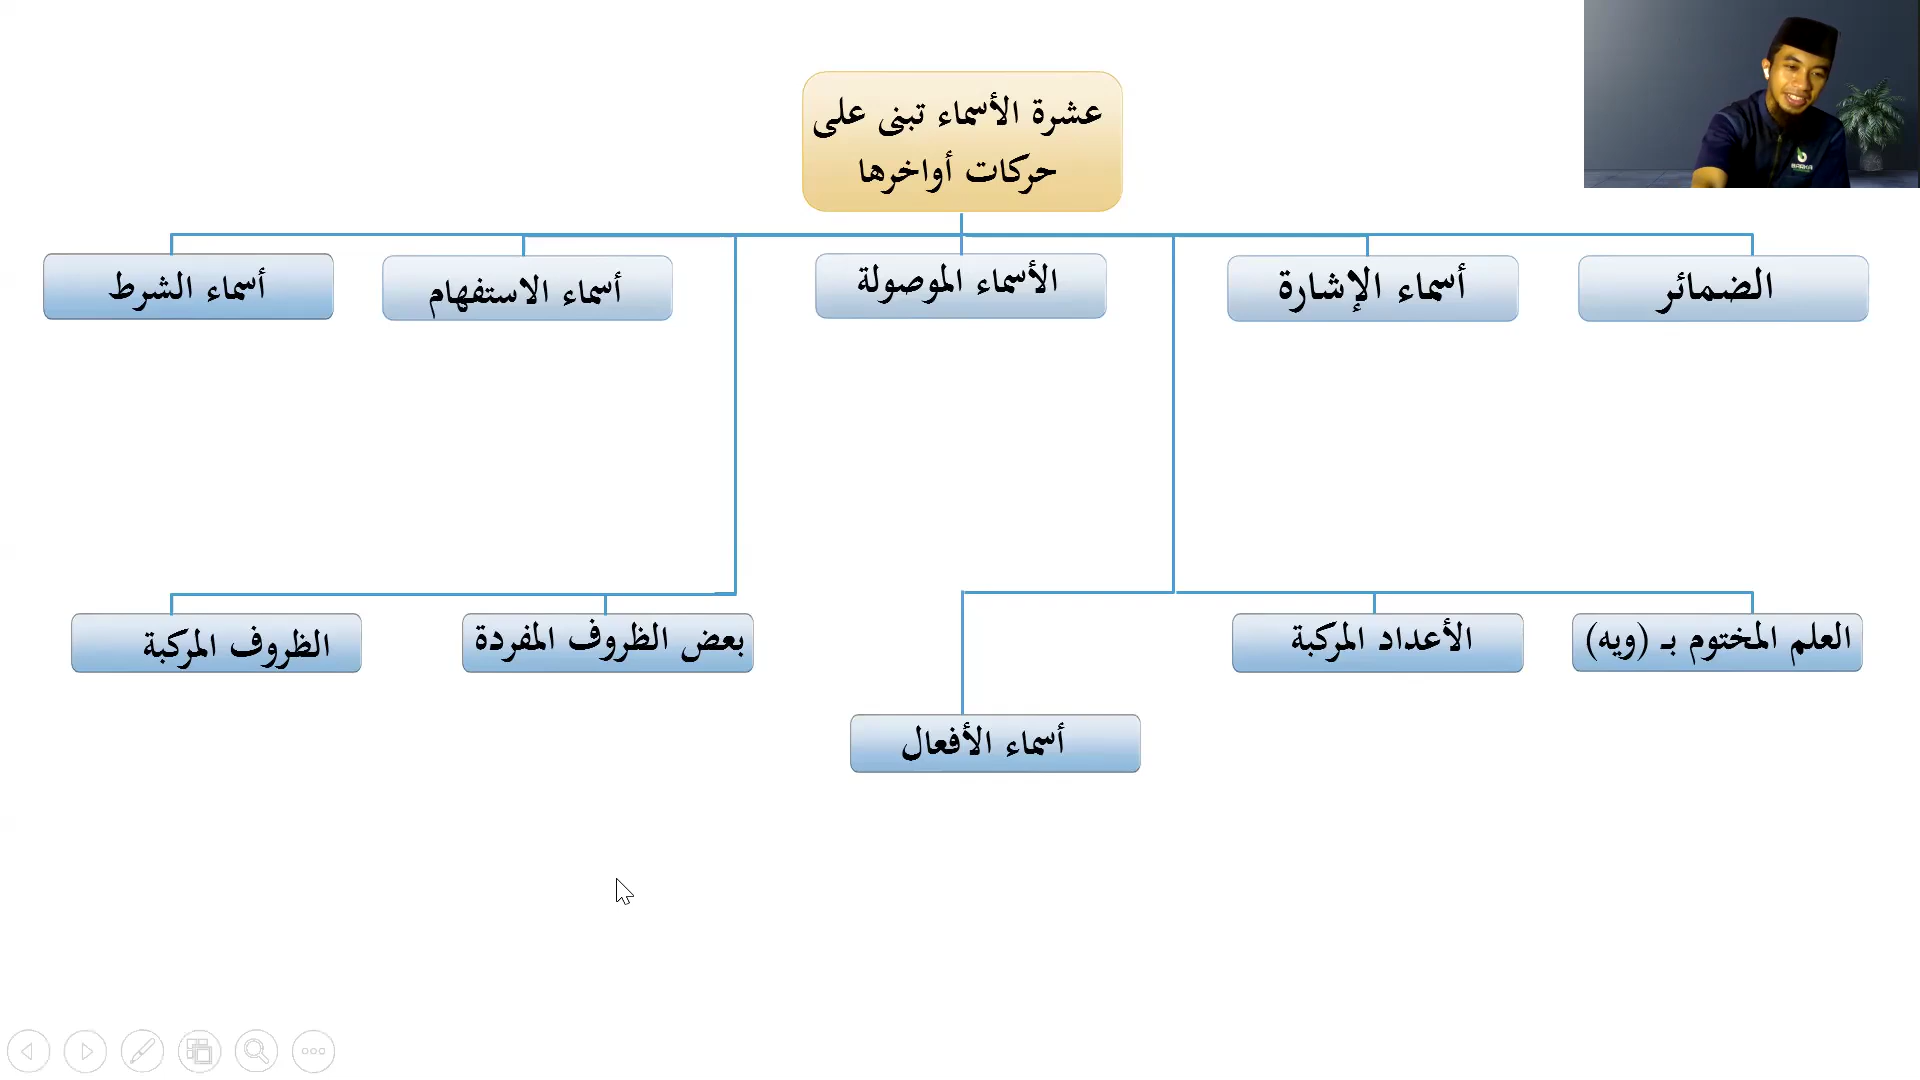 عشرة الأسماء تبنى على
حركات أواخرها
الضمائر
أسماء الإشارة
الأسماء الموصولة
أسماء الاستفهام
أسماء الشرط
العلم المختوم بـ (ويه)
الأعداد المركبة
أسماء الأفعال
بعض الظروف المفردة
الظروف المركبة